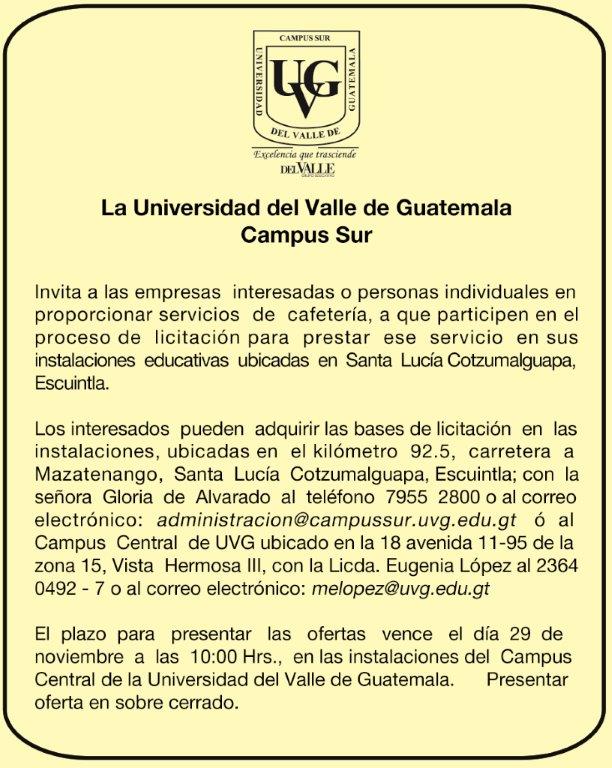 CAMPUS SUR
UNIVERSIDAD
UVG
GUATEMALA
DEL VALLE DE
Excelencia que trasciende
DEL VALLE
La Universidad del Valle de Guatemala
Campus Sur
Invita a las empresas interesadas o personas individuales en
proporcionar servicios de cafetería, a que participen en el
proceso de licitación para prestar ese servicio en sus
instalaciones educativas ubicadas en Santa Lucía Cotzumalguapa,
Escuintla.
Los interesados pueden adquirir las bases de licitación en las
instalaciones, ubicadas en el kilómetro 92.5, carretera a
Mazatenango, Santa Lucía Cotzumalguapa, Escuintla; con la
señora Gloria de Alvarado al teléfono 7955 2800 o al correo
electrónico: administracion@campussur.uvg.edu.gt ó al
Campus Central de UVG ubicado en la 18 avenida 11-95 de la
zona 15, Vista Hermosa III, con la Licda. Eugenia López al 2364
0492 - 7 o al correo electrónico: melopez@uvg.edu.gt
El plazo para presentar las ofertas vence el día 29 de
noviembre a las 10:00 Hrs., en las instalaciones del Campus
Central de la Universidad del Valle de Guatemala. Presentar
oferta en sobre cerrado.